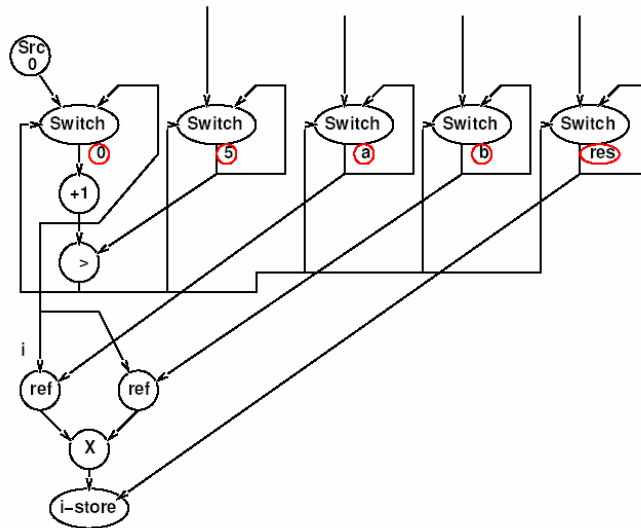 Src
0
Switch Switch Switch Switch Switch
0 5 a b res
+1
>
i
ref ref
X
i-store